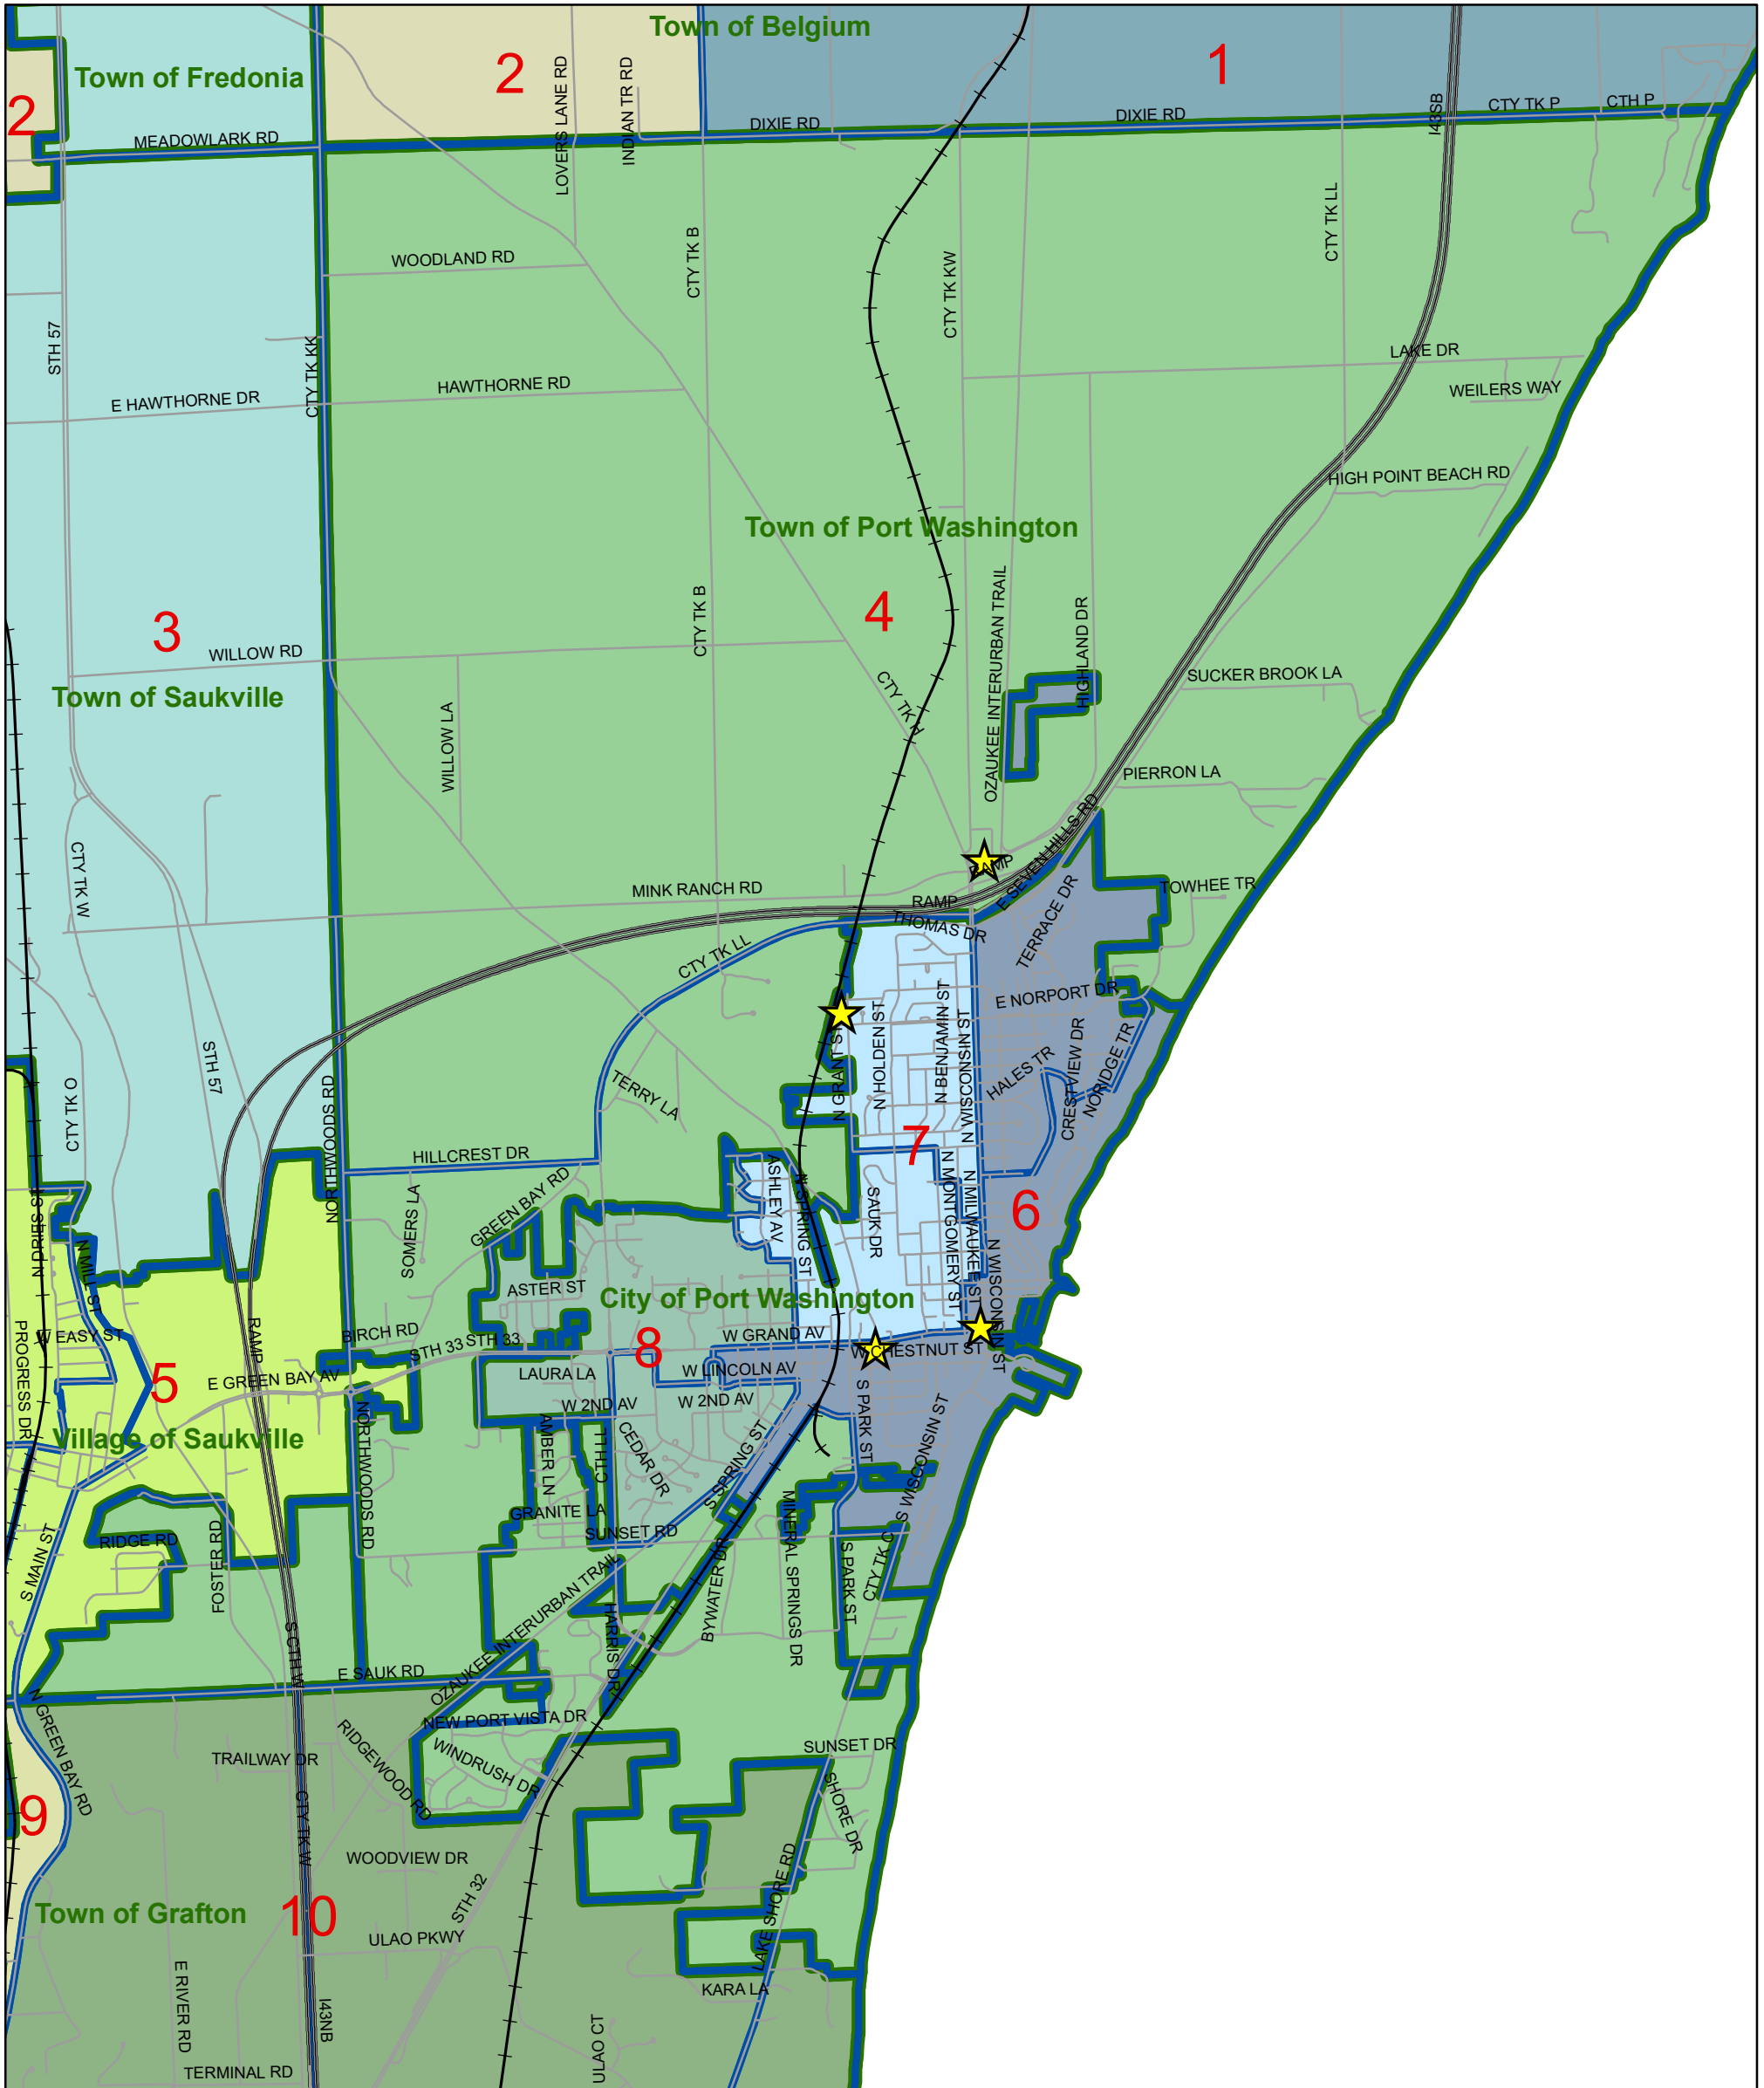 Town of Belgium
Town of Fredonia
2
1
2
LOVERS LANE RD
INDIAN TR RD
DIXIE RD
DIXIE RD
I43SB
CTY TK P
CTH P
MEADOWLARK RD
WOODLAND RD
CTY TK B
CTY TK KW
CTY TK LL
STH 57
CTY TK KK
E HAWTHORNE DR
HAWTHORNE RD
LAKE DR
WEILERS WAY
HIGH POINT BEACH RD
Town of Port Washington
4
3
WILLOW RD
CTY TK B
OZAUKEE INTERURBAN TRAIL
HIGHLAND DR
SUCKER BROOK LA
Town of Saukville
WILLOW LA
CTY TK H
PIERRON LA
CTY TK W
MINK RANCH RD
RAMP
RAMP
E SEVEN HILLS RD
TOWHEE TR
THOMAS DR
TERRACE DR
CTY TK LL
E NORPORT DR
STH 57
N GRANT ST
N HOLDEN ST
N BENJAMIN ST
N WISCONSIN ST
HALES TR
CRESTVIEW DR
NORIDGE TR
CTY TK O
NORTHWOODS RD
TERRY LA
7
HILLCREST DR
GREEN BAY RD
SOMERS LA
ASHLEY AV
N SPRING ST
SAUK DR
N MONTGOMERY ST
N MILWAUKEE ST
6
N WISCONSIN ST
N DRIES ST
N MILL ST
ASTER ST
City of Port Washington
PROGRESS DR
W EASY ST
RAMP
BIRCH RD
STH 33
STH 33
8
W GRAND AV
W CHESTNUT ST
5
E GREEN BAY AV
LAURA LA
W LINCOLN AV
W 2ND AV
W 2ND AV
S PARK ST
S WISCONSIN ST
Village of Saukville
NORTHWOODS RD
AMBER LN
CTH LL
CEDAR DR
S SPRING ST
GRANITE LA
SUNSET RD
MINERAL SPRINGS DR
RIDGE RD
S MAIN ST
FOSTER RD
BYWATER DR
S PARK ST
CTY TK C
OZAUKEE INTERURBAN TRAIL
HARRIS DR
S CTH W
E SAUK RD
N GREEN BAY RD
NEW PORT VISTA DR
TRAILWAY DR
RIDGEWOOD RD
WINDRUSH DR
SUNSET DR
SHORE DR
9
CTY TK W
WOODVIEW DR
STH 32
LAKE SHORE RD
Town of Grafton
10
ULAO PKWY
E RIVER RD
KARA LA
I43NB
ULAO CT
TERMINAL RD